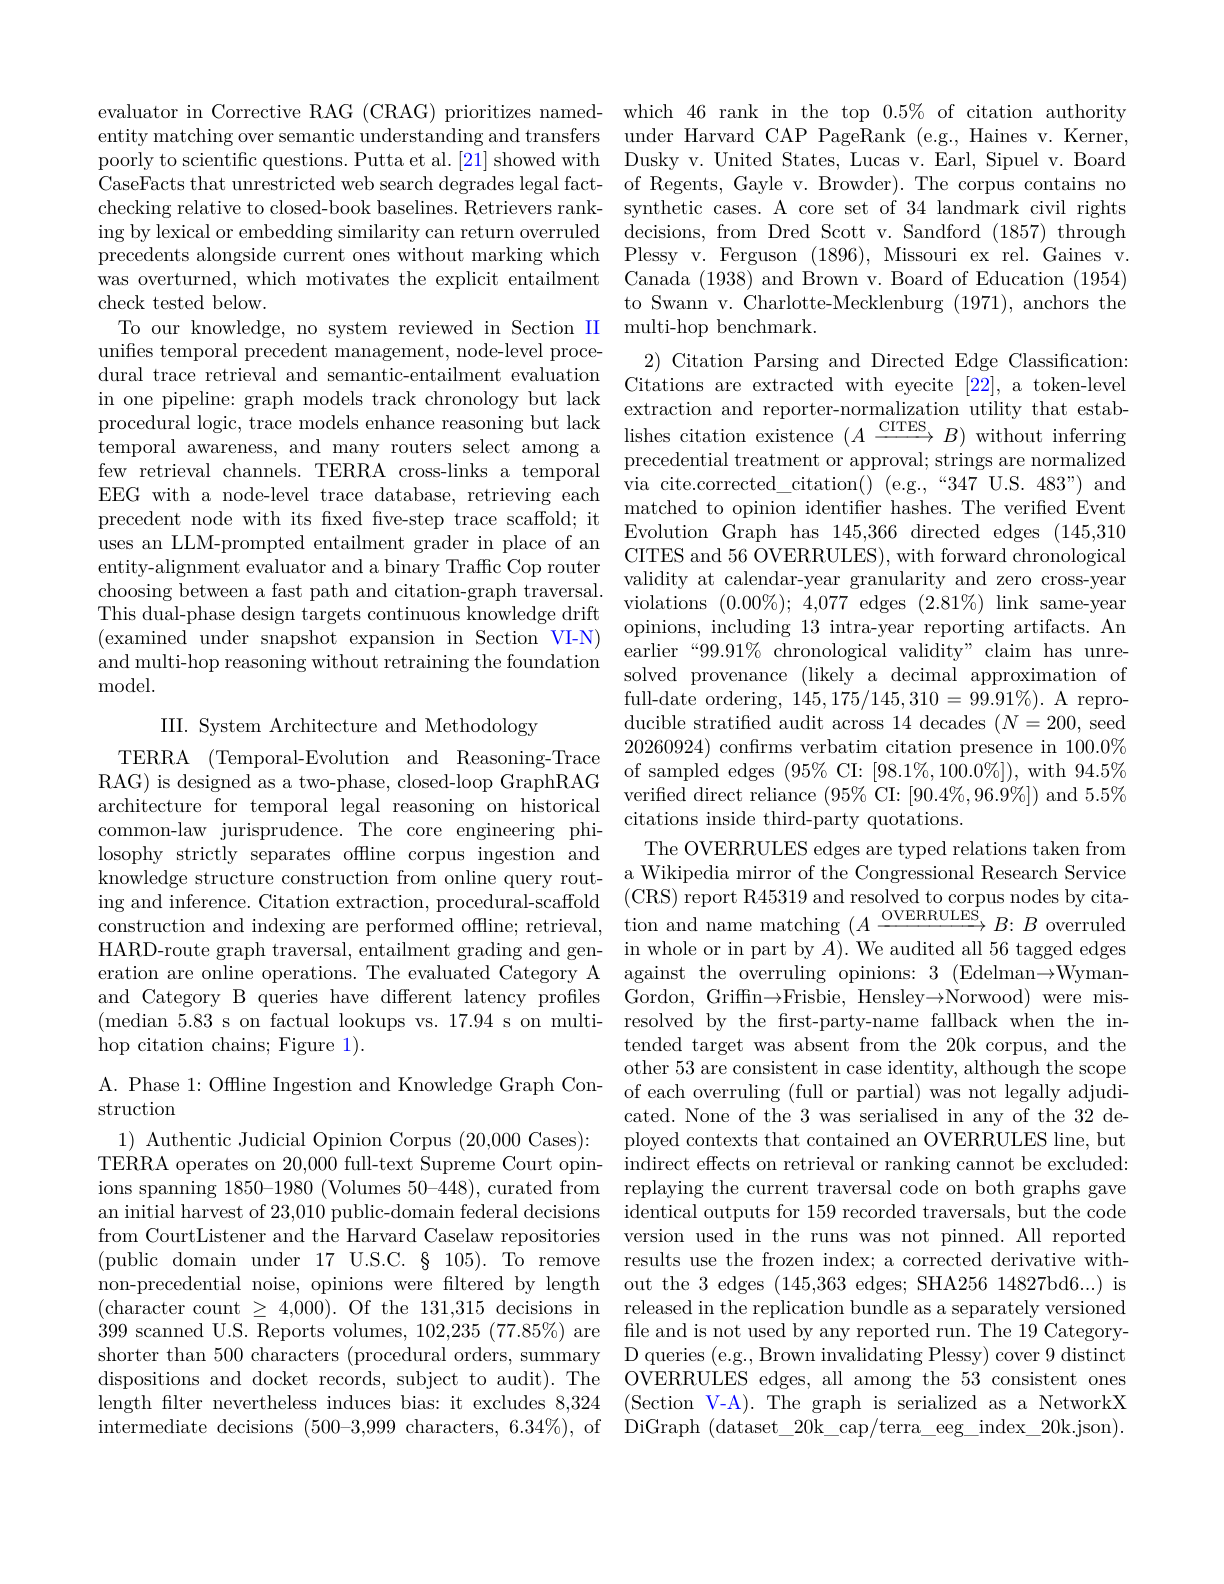 evaluator in Corrective RAG (CRAG) prioritizes named-
entity matching over semantic understanding and transfers
poorly to scientific questions. Putta et al. [21] showed with
CaseFacts that unrestricted web search degrades legal fact-
checking relative to closed-book baselines. Retrievers rank-
ing by lexical or embedding similarity can return overruled
precedents alongside current ones without marking which
was overturned, which motivates the explicit entailment
check tested below.
To our knowledge, no system reviewed in Section II
unifies temporal precedent management, node-level proce-
dural trace retrieval and semantic-entailment evaluation
in one pipeline: graph models track chronology but lack
procedural logic, trace models enhance reasoning but lack
temporal awareness, and many routers select among a
few retrieval channels. TERRA cross-links a temporal
EEG with a node-level trace database, retrieving each
precedent node with its fixed five-step trace scaffold; it
uses an LLM-prompted entailment grader in place of an
entity-alignment evaluator and a binary Traffic Cop router
choosing between a fast path and citation-graph traversal.
This dual-phase design targets continuous knowledge drift
(examined under snapshot expansion in Section VI-N)
and multi-hop reasoning without retraining the foundation
model.
III. System Architecture and Methodology
TERRA (Temporal-Evolution and Reasoning-Trace
RAG) is designed as a two-phase, closed-loop GraphRAG
architecture for temporal legal reasoning on historical
common-law jurisprudence. The core engineering phi-
losophy strictly separates offline corpus ingestion and
knowledge structure construction from online query rout-
ing and inference. Citation extraction, procedural-scaffold
construction and indexing are performed offline; retrieval,
HARD-route graph traversal, entailment grading and gen-
eration are online operations. The evaluated Category A
and Category B queries have different latency profiles
(median 5.83 s on factual lookups vs. 17.94 s on multi-
hop citation chains; Figure 1).
A. Phase 1: Offline Ingestion and Knowledge Graph Con-
struction
1) Authentic Judicial Opinion Corpus (20,000 Cases):
TERRA operates on 20,000 full-text Supreme Court opin-
ions spanning 1850–1980 (Volumes 50–448), curated from
an initial harvest of 23,010 public-domain federal decisions
from CourtListener and the Harvard Caselaw repositories
(public domain under 17 U.S.C. § 105). To remove
non-precedential noise, opinions were filtered by length
(character count ≥ 4,000). Of the 131,315 decisions in
399 scanned U.S. Reports volumes, 102,235 (77.85%) are
shorter than 500 characters (procedural orders, summary
dispositions and docket records, subject to audit). The
length filter nevertheless induces bias: it excludes 8,324
intermediate decisions (500–3,999 characters, 6.34%), of
which 46 rank in the top 0.5% of citation authority
under Harvard CAP PageRank (e.g., Haines v. Kerner,
Dusky v. United States, Lucas v. Earl, Sipuel v. Board
of Regents, Gayle v. Browder). The corpus contains no
synthetic cases. A core set of 34 landmark civil rights
decisions, from Dred Scott v. Sandford (1857) through
Plessy v. Ferguson (1896), Missouri ex rel. Gaines v.
Canada (1938) and Brown v. Board of Education (1954)
to Swann v. Charlotte-Mecklenburg (1971), anchors the
multi-hop benchmark.
2) Citation Parsing and Directed Edge Classification:
Citations are extracted with eyecite [22], a token-level
extraction and reporter-normalization utility that estab-
lishes citation existence (A CITES→ B) without inferring
precedential treatment or approval; strings are normalized
via cite.corrected_citation() (e.g., “347 U.S. 483”) and
matched to opinion identifier hashes. The verified Event
Evolution Graph has 145,366 directed edges (145,310
CITES and 56 OVERRULES), with forward chronological
validity at calendar-year granularity and zero cross-year
violations (0.00%); 4,077 edges (2.81%) link same-year
opinions, including 13 intra-year reporting artifacts. An
earlier “99.91% chronological validity” claim has unre-
solved provenance (likely a decimal approximation of
full-date ordering, 145,175/145,310 = 99.91%). A repro-
ducible stratified audit across 14 decades (N = 200, seed
20260924) confirms verbatim citation presence in 100.0%
of sampled edges (95% CI: [98.1%, 100.0%]), with 94.5%
verified direct reliance (95% CI: [90.4%, 96.9%]) and 5.5%
citations inside third-party quotations.
The OVERRULES edges are typed relations taken from
a Wikipedia mirror of the Congressional Research Service
(CRS) report R45319 and resolved to corpus nodes by cita-
tion and name matching (A OVERRULES→ B: B overruled
in whole or in part by A). We audited all 56 tagged edges
against the overruling opinions: 3 (Edelman→Wyman-
Gordon, Griffin→Frisbie, Hensley→Norwood) were mis-
resolved by the first-party-name fallback when the in-
tended target was absent from the 20k corpus, and the
other 53 are consistent in case identity, although the scope
of each overruling (full or partial) was not legally adjudi-
cated. None of the 3 was serialised in any of the 32 de-
ployed contexts that contained an OVERRULES line, but
indirect effects on retrieval or ranking cannot be excluded:
replaying the current traversal code on both graphs gave
identical outputs for 159 recorded traversals, but the code
version used in the runs was not pinned. All reported
results use the frozen index; a corrected derivative with-
out the 3 edges (145,363 edges; SHA256 14827bd6...) is
released in the replication bundle as a separately versioned
file and is not used by any reported run. The 19 Category-
D queries (e.g., Brown invalidating Plessy) cover 9 distinct
OVERRULES edges, all among the 53 consistent ones
(Section V-A). The graph is serialized as a NetworkX
DiGraph (dataset_20k_cap/terra_eeg_index_20k.json).